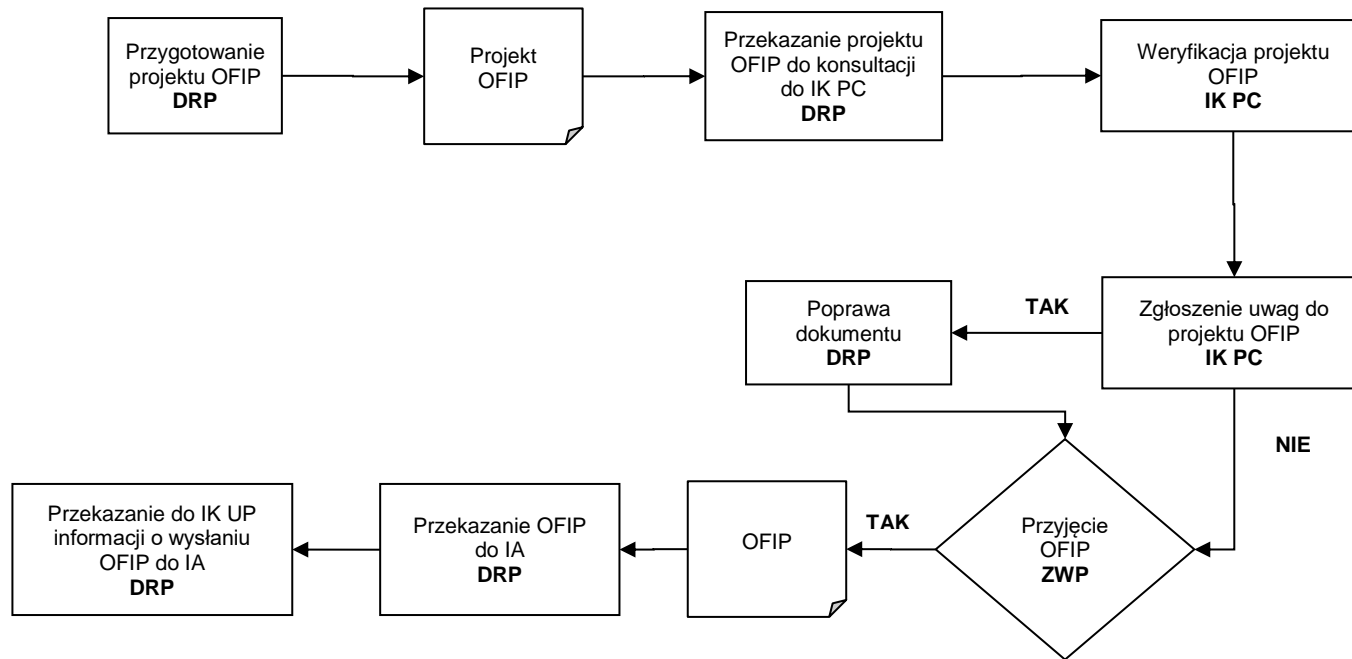 Przygotowanie
projektu OFIP
DRP
Projekt
OFIP
Przekazanie projektu
OFIP do konsultacji
do IK PC
DRP
Weryfikacja projektu
OFIP
IK PC
Zgłoszenie uwag do
projektu OFIP
IK PC
TAK
Poprawa
dokumentu
DRP
NIE
Przyjęcie
OFIP
ZWP
TAK
OFIP
Przekazanie OFIP
do IA
DRP
Przekazanie do IK UP
informacji o wysłaniu
OFIP do IA
DRP